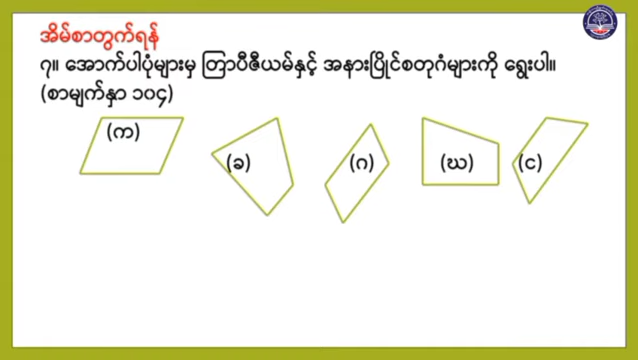 အိမ်စာတွက်ရန်
၇။ အောက်ပါပုံများမှ တြာပီဇီယမ်နှင့် အနားပြိုင်စတုဂံများကို ရွေးပါ။
(စာမျက်နှာ ၁၀၄)
(က) (ခ) (ဂ) (ဃ) (င)